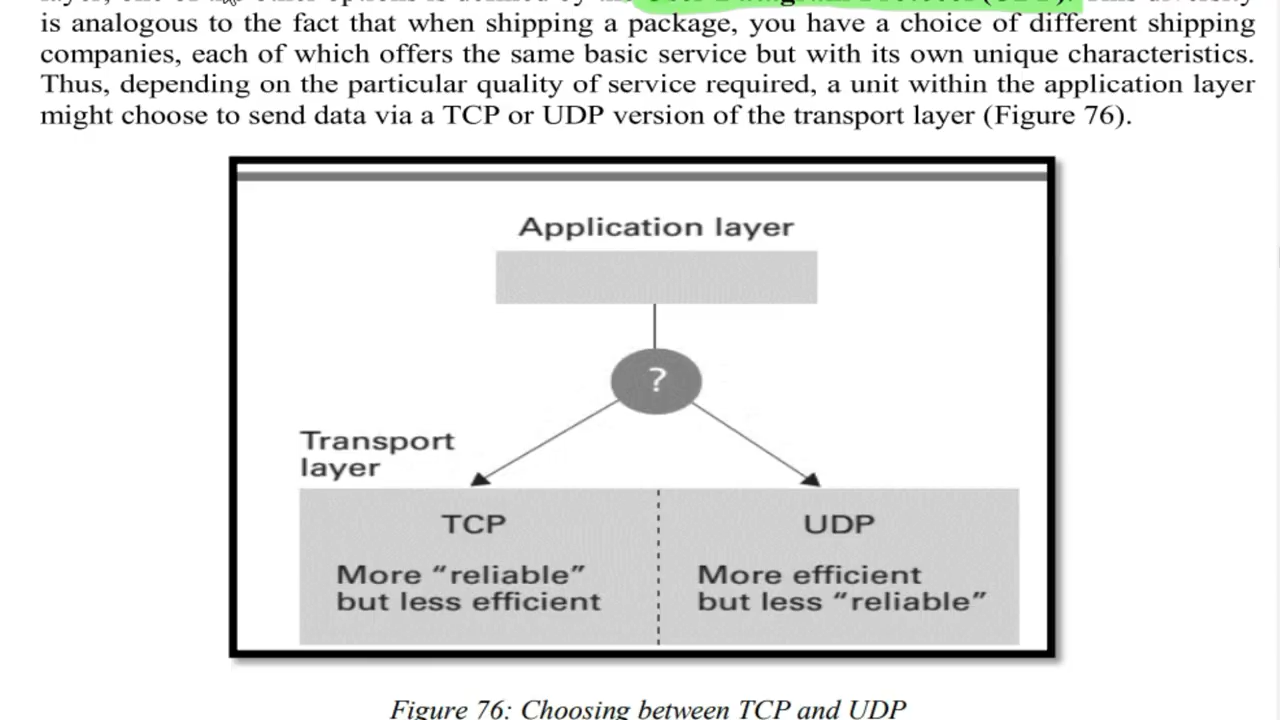 is analogous to the fact that when shipping a package, you have a choice of different shipping
companies, each of which offers the same basic service but with its own unique characteristics.
Thus, depending on the particular quality of service required, a unit within the application layer
might choose to send data via a TCP or UDP version of the transport layer (Figure 76).
Application layer
?
Transport
layer
TCP
UDP
More “reliable”
but less efficient
More efficient
but less “reliable”
Figure 76: Choosing between TCP and UDP